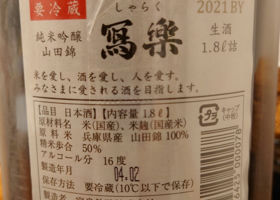 要冷蔵
しゃらく
2021BY
純米吟醸
山田錦
寫樂
生酒
1.8ℓ詰
米を愛し、酒を愛し、人を愛す。
みなさまに愛される酒を目指します。
【品目 日本酒】【内容量 1.8ℓ】
原材料名/米(国産)、米麹(国産米)
原料米/兵庫県産 山田錦 100%
精米歩合/50%
アルコール分/16度
製造年月 04.02
保存方法/要冷蔵(10℃以下で保存)
キャップ
(中栓)